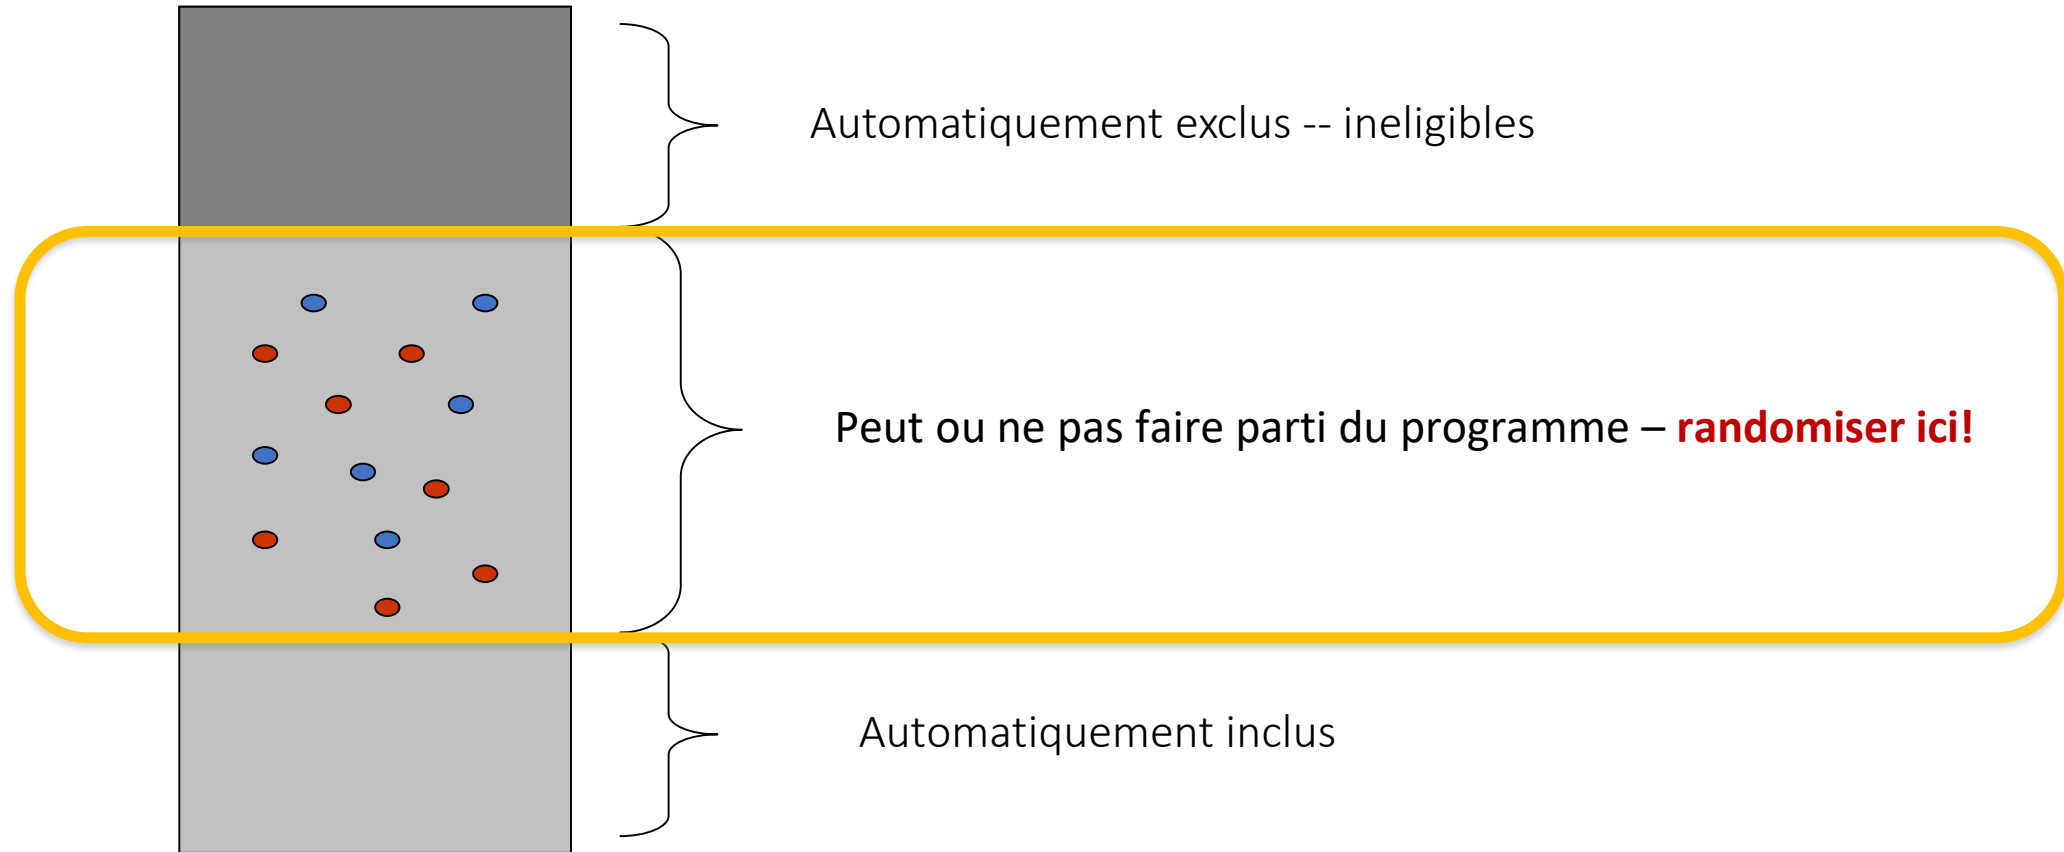 Automatiquement exclus -- ineligibles
Peut ou ne pas faire parti du programme – randomiser ici!
Automatiquement inclus